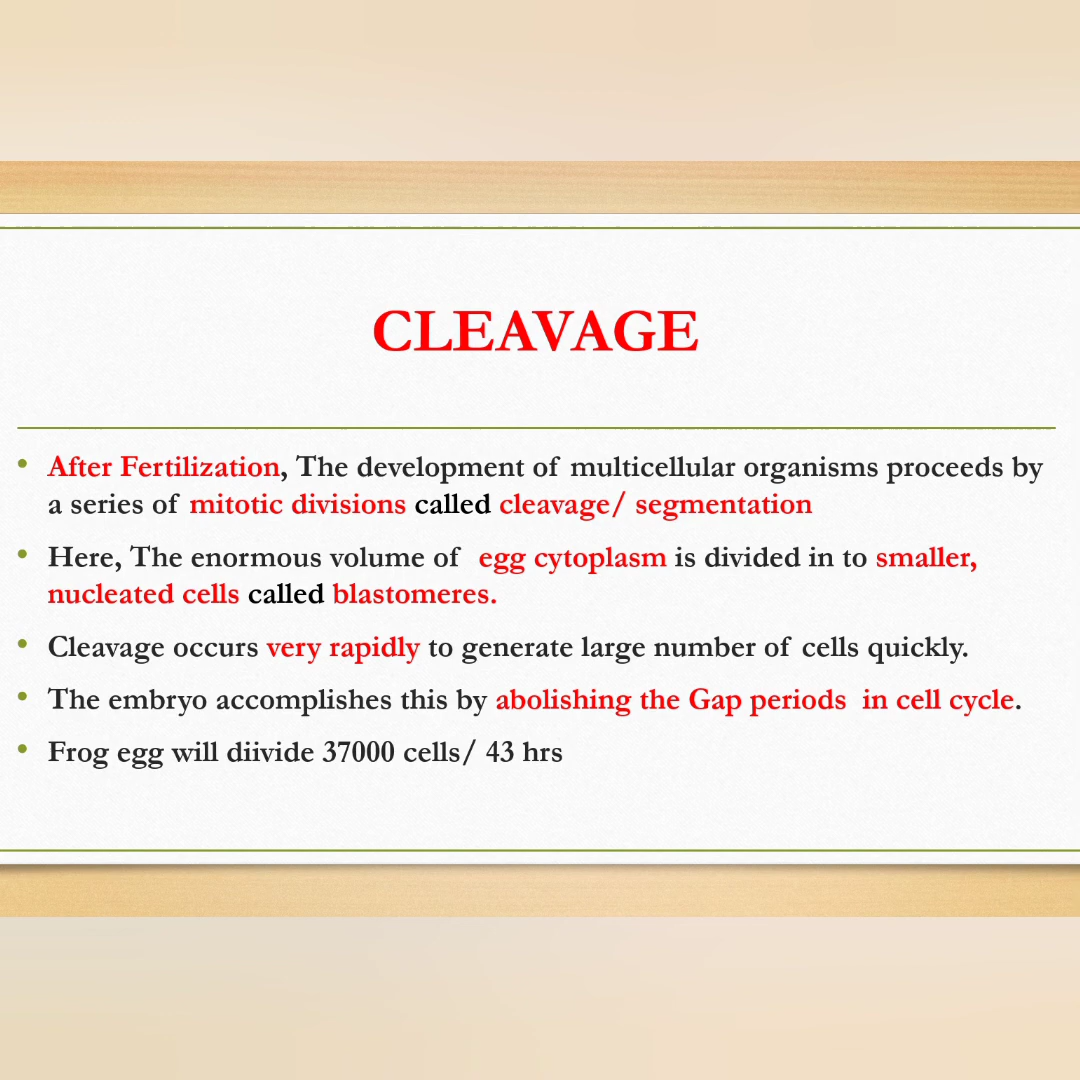 CLEAVAGE
• After Fertilization, The development of multicellular organisms proceeds by
a series of mitotic divisions called cleavage/ segmentation
• Here, The enormous volume of egg cytoplasm is divided in to smaller,
nucleated cells called blastomeres.
• Cleavage occurs very rapidly to generate large number of cells quickly.
• The embryo accomplishes this by abolishing the Gap periods in cell cycle.
• Frog egg will diivide 37000 cells/ 43 hrs